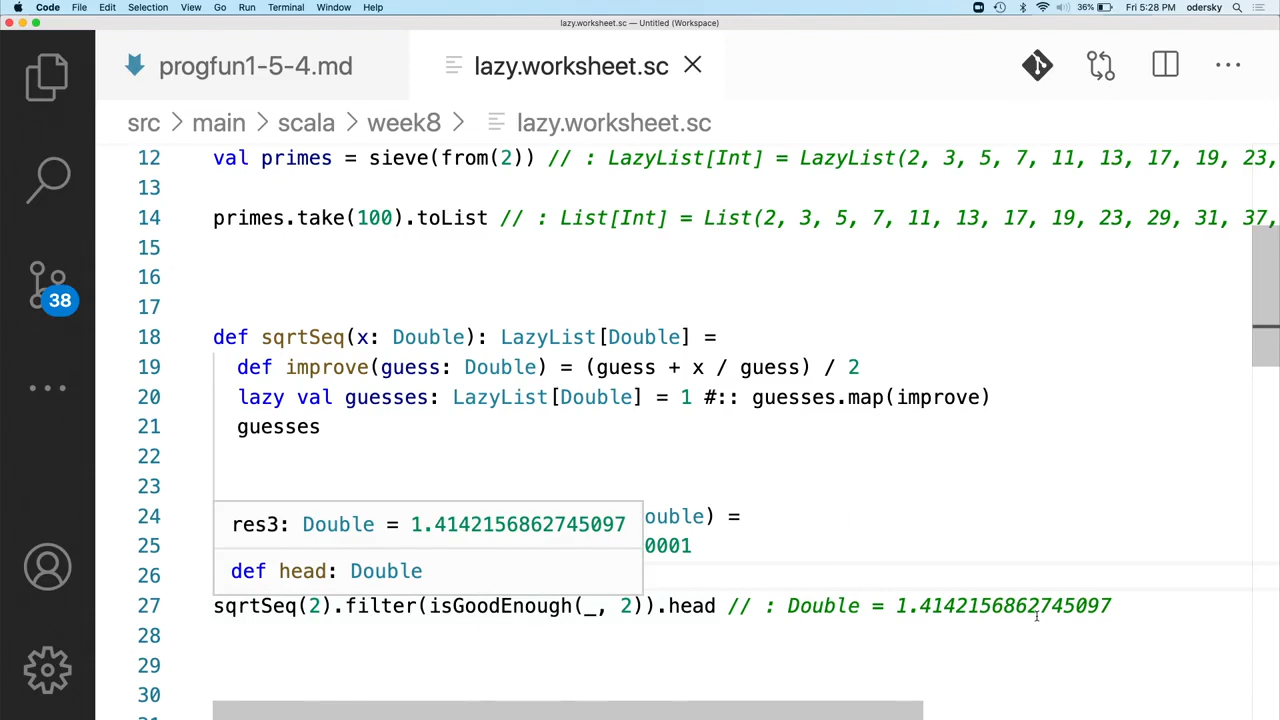 Code File Edit Selection View Go Run Terminal Window Help 36% Fri 5:28 PM odersky
lazy.worksheet.sc — Untitled (Workspace)
progfun1-5-4.md lazy.worksheet.sc
src > main > scala > week8 > lazy.worksheet.sc
12 val primes = sieve(from(2)) // : LazyList[Int] = LazyList(2, 3, 5, 7, 11, 13, 17, 19, 23,
13
14 primes.take(100).toList // : List[Int] = List(2, 3, 5, 7, 11, 13, 17, 19, 23, 29, 31, 37,
15
16
17
18 def sqrtSeq(x: Double): LazyList[Double] =
19 def improve(guess: Double) = (guess + x / guess) / 2
20 lazy val guesses: LazyList[Double] = 1 #:: guesses.map(improve)
21 guesses
22
23
38
24 ouble) =
res3: Double = 1.4142156862745097
25 0001
def head: Double
26
27 sqrtSeq(2).filter(isGoodEnough(_, 2)).head // : Double = 1.4142156862745097
28
29
30